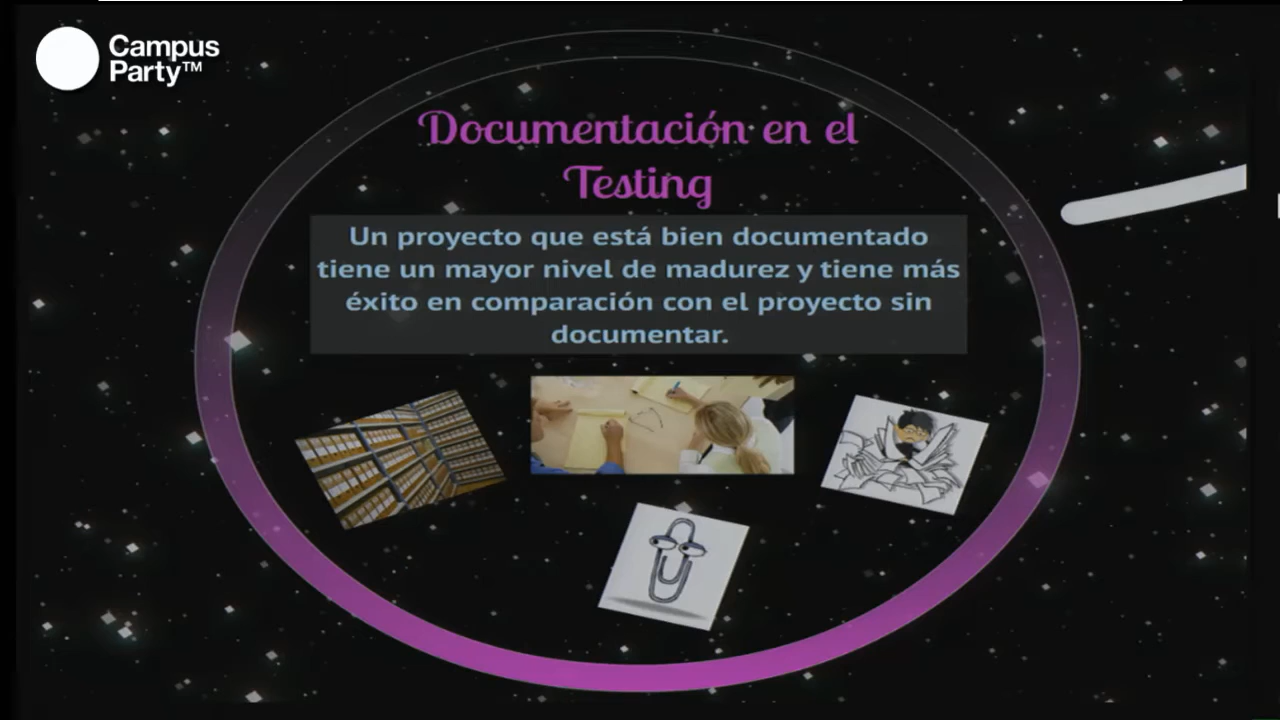 Campus
Party™
Documentación en el
Testing
Un proyecto que está bien documentado
tiene un mayor nivel de madurez y tiene más
éxito en comparación con el proyecto sin
documentar.